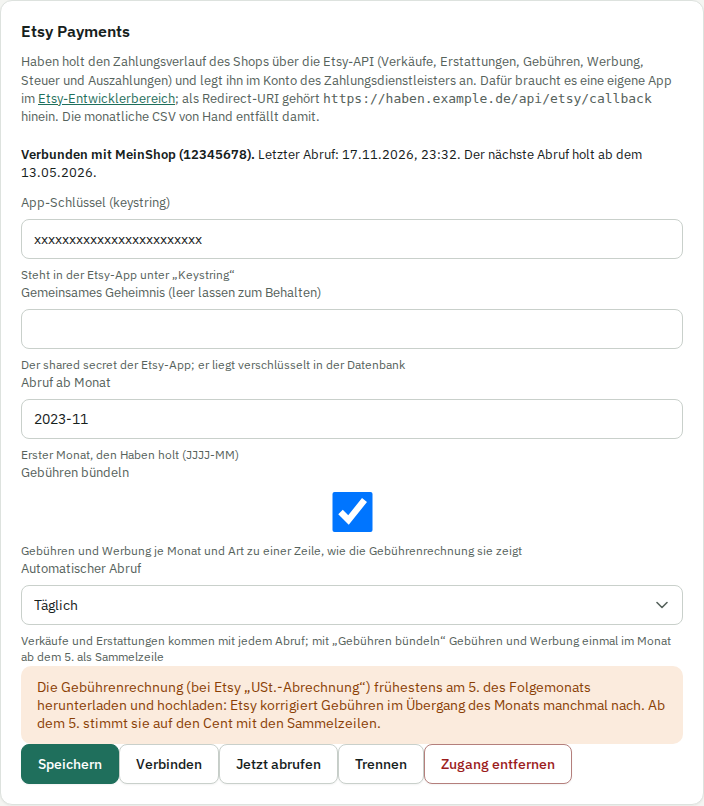 Etsy Payments
Haben holt den Zahlungsverlauf des Shops über die Etsy-API (Verkäufe, Erstattungen, Gebühren, Werbung,
Steuer und Auszahlungen) und legt ihn im Konto des Zahlungsdienstleisters an. Dafür braucht es eine eigene App
im Etsy-Entwicklerbereich; als Redirect-URI gehört https://haben.example.de/api/etsy/callback
hinein. Die monatliche CSV von Hand entfällt damit.
Verbunden mit MeinShop (12345678). Letzter Abruf: 17.11.2026, 23:32. Der nächste Abruf holt ab dem
13.05.2026.
App-Schlüssel (keystring)
xxxxxxxxxxxxxxxxxxxxxxxx
Steht in der Etsy-App unter „Keystring“
Gemeinsames Geheimnis (leer lassen zum Behalten)
Der shared secret der Etsy-App; er liegt verschlüsselt in der Datenbank
Abruf ab Monat
2023-11
Erster Monat, den Haben holt (JJJJ-MM)
Gebühren bündeln
Gebühren und Werbung je Monat und Art zu einer Zeile, wie die Gebührenrechnung sie zeigt
Automatischer Abruf
Täglich
Verkäufe und Erstattungen kommen mit jedem Abruf; mit „Gebühren bündeln“ Gebühren und Werbung einmal im Monat
ab dem 5. als Sammelzeile
Die Gebührenrechnung (bei Etsy „USt.-Abrechnung“) frühestens am 5. des Folgemonats
herunterladen und hochladen: Etsy korrigiert Gebühren im Übergang des Monats manchmal nach. Ab
dem 5. stimmt sie auf den Cent mit den Sammelzeilen.
Speichern Verbinden Jetzt abrufen Trennen Zugang entfernen